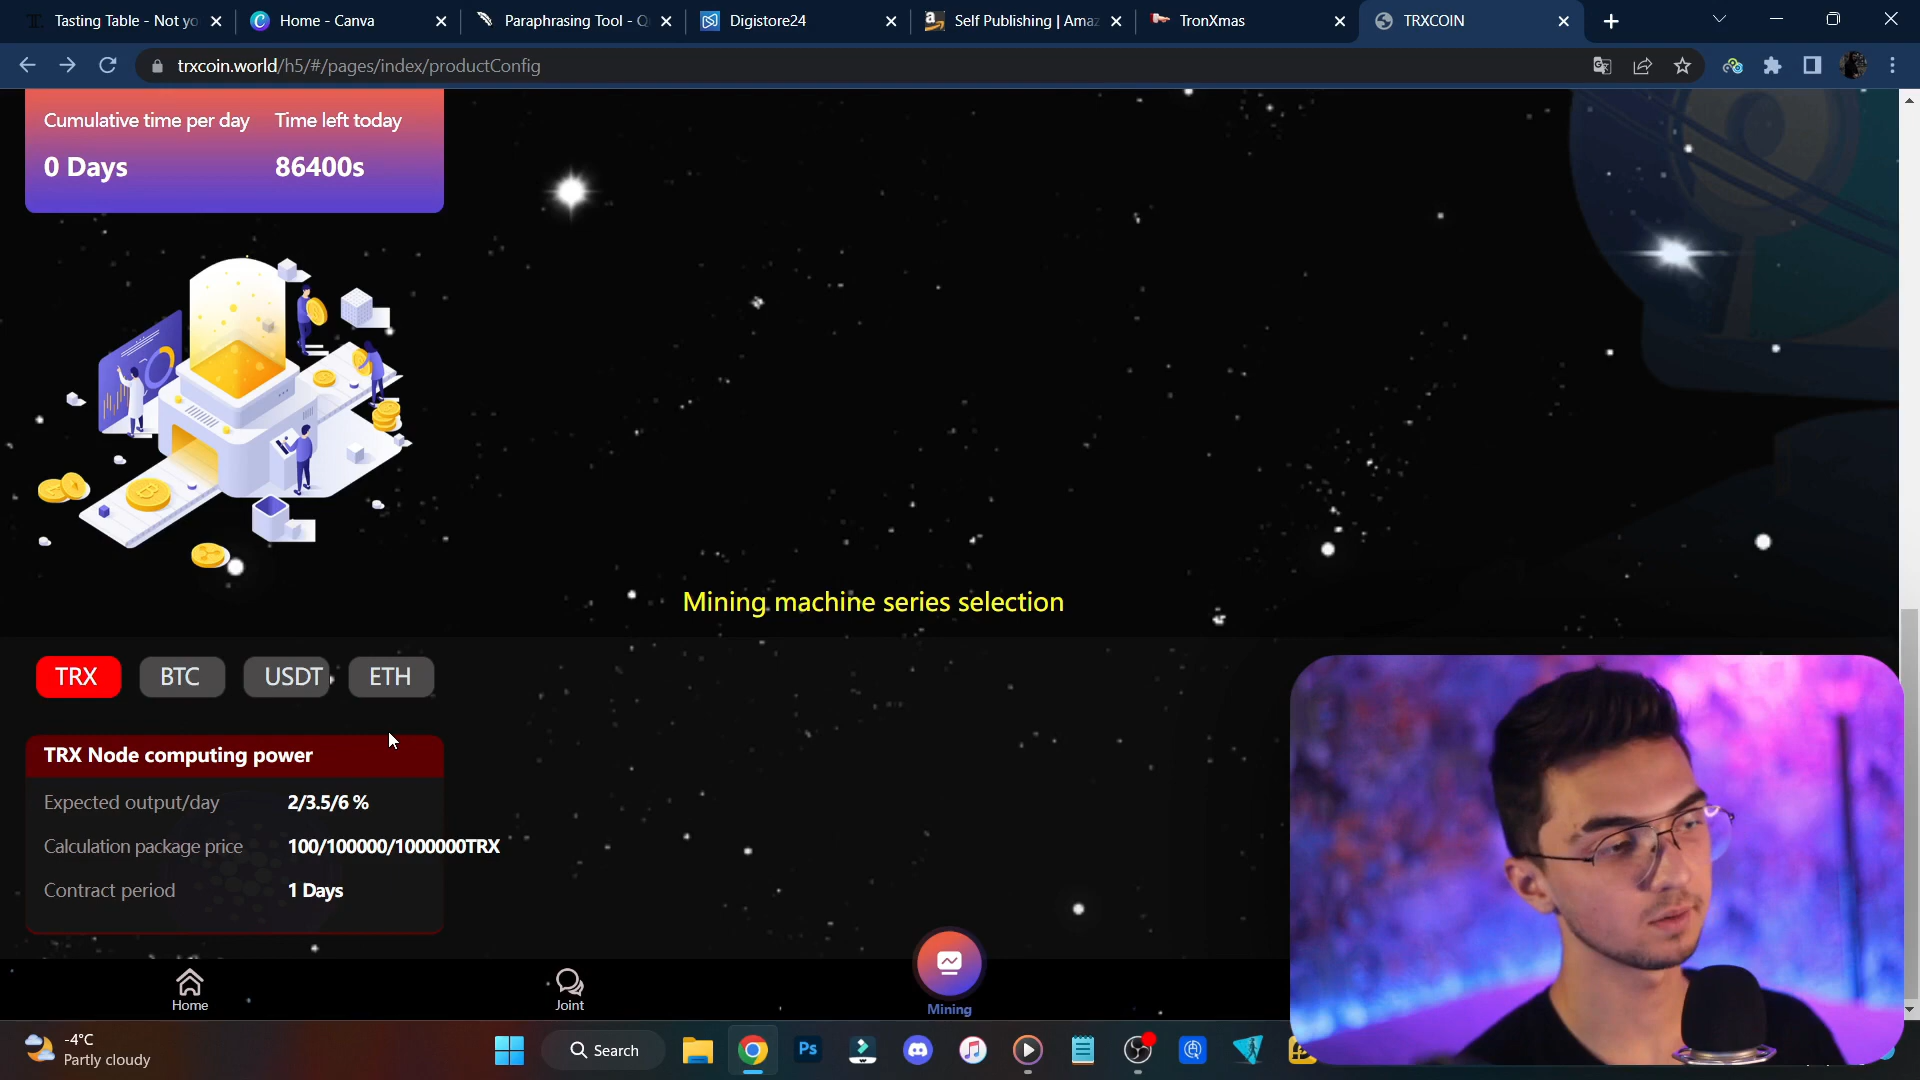 Tasting Table - Not yo
Home - Canva
Paraphrasing Tool - Q
Digistore24
Self Publishing | Amaz
TronXmas
TRXCOIN
trxcoin.world/h5/#/pages/index/productConfig
Cumulative time per day Time left today
0 Days 86400s
Mining machine series selection
TRX BTC USDT ETH
TRX Node computing power
Expected output/day 2/3.5/6 %
Calculation package price 100/100000/1000000TRX
Contract period 1 Days
Home
Joint
Mining
-4°C
Partly cloudy
Search
Ps